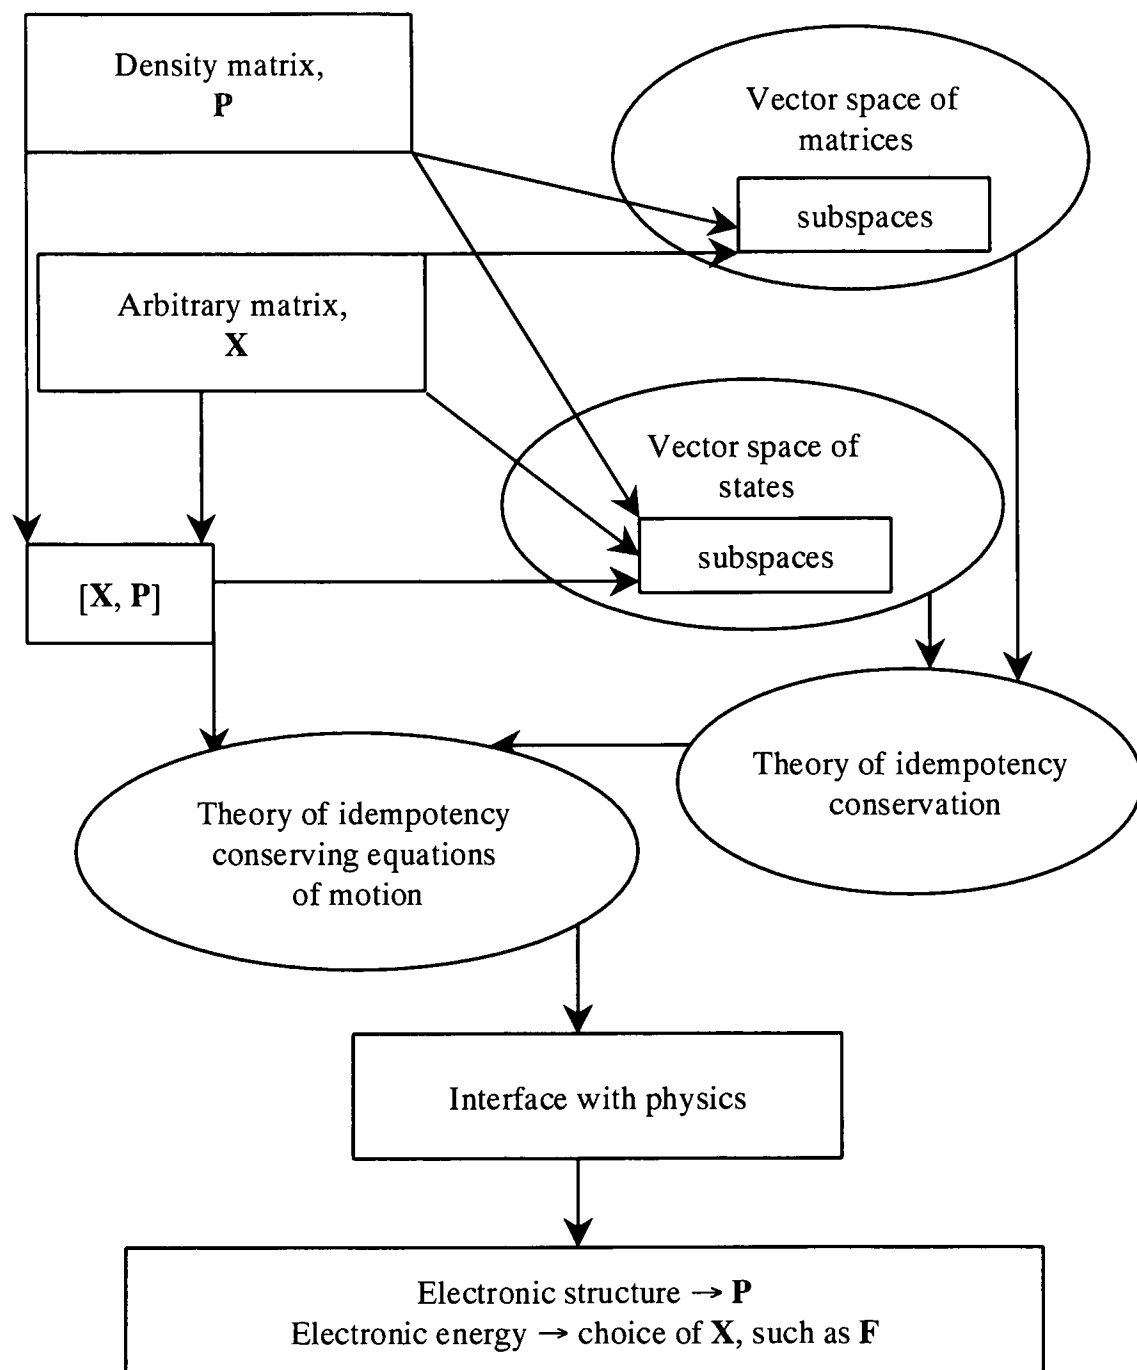 Density matrix,
P
Vector space of
matrices
subspaces
Arbitrary matrix,
X
Vector space of
states
subspaces
[X, P]
Theory of idempotency
conservation
Theory of idempotency
conserving equations
of motion
Interface with physics
Electronic structure → P
Electronic energy → choice of X, such as F